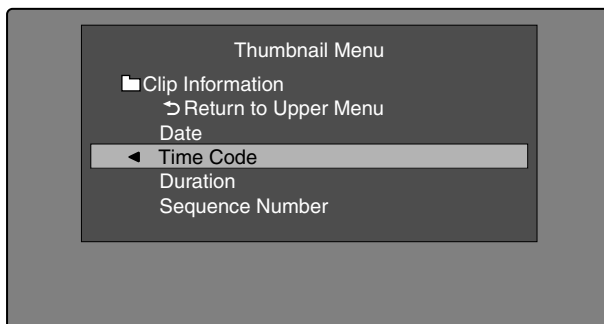 Thumbnail Menu
Clip Information
Return to Upper Menu
Date
Time Code
Duration
Sequence Number